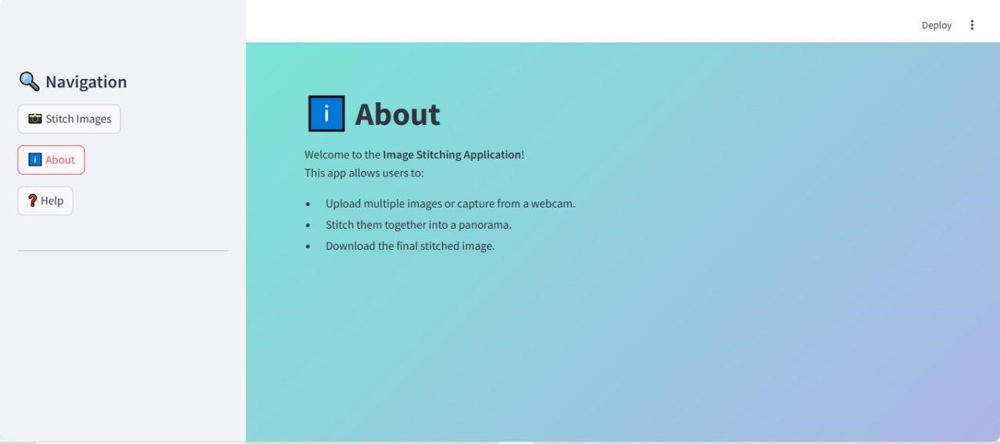 Deploy
🔍 Navigation
📷 Stitch Images
ℹ️ About
❓ Help
ℹ️ About
Welcome to the Image Stitching Application!
This app allows users to:
• Upload multiple images or capture from a webcam.
• Stitch them together into a panorama.
• Download the final stitched image.